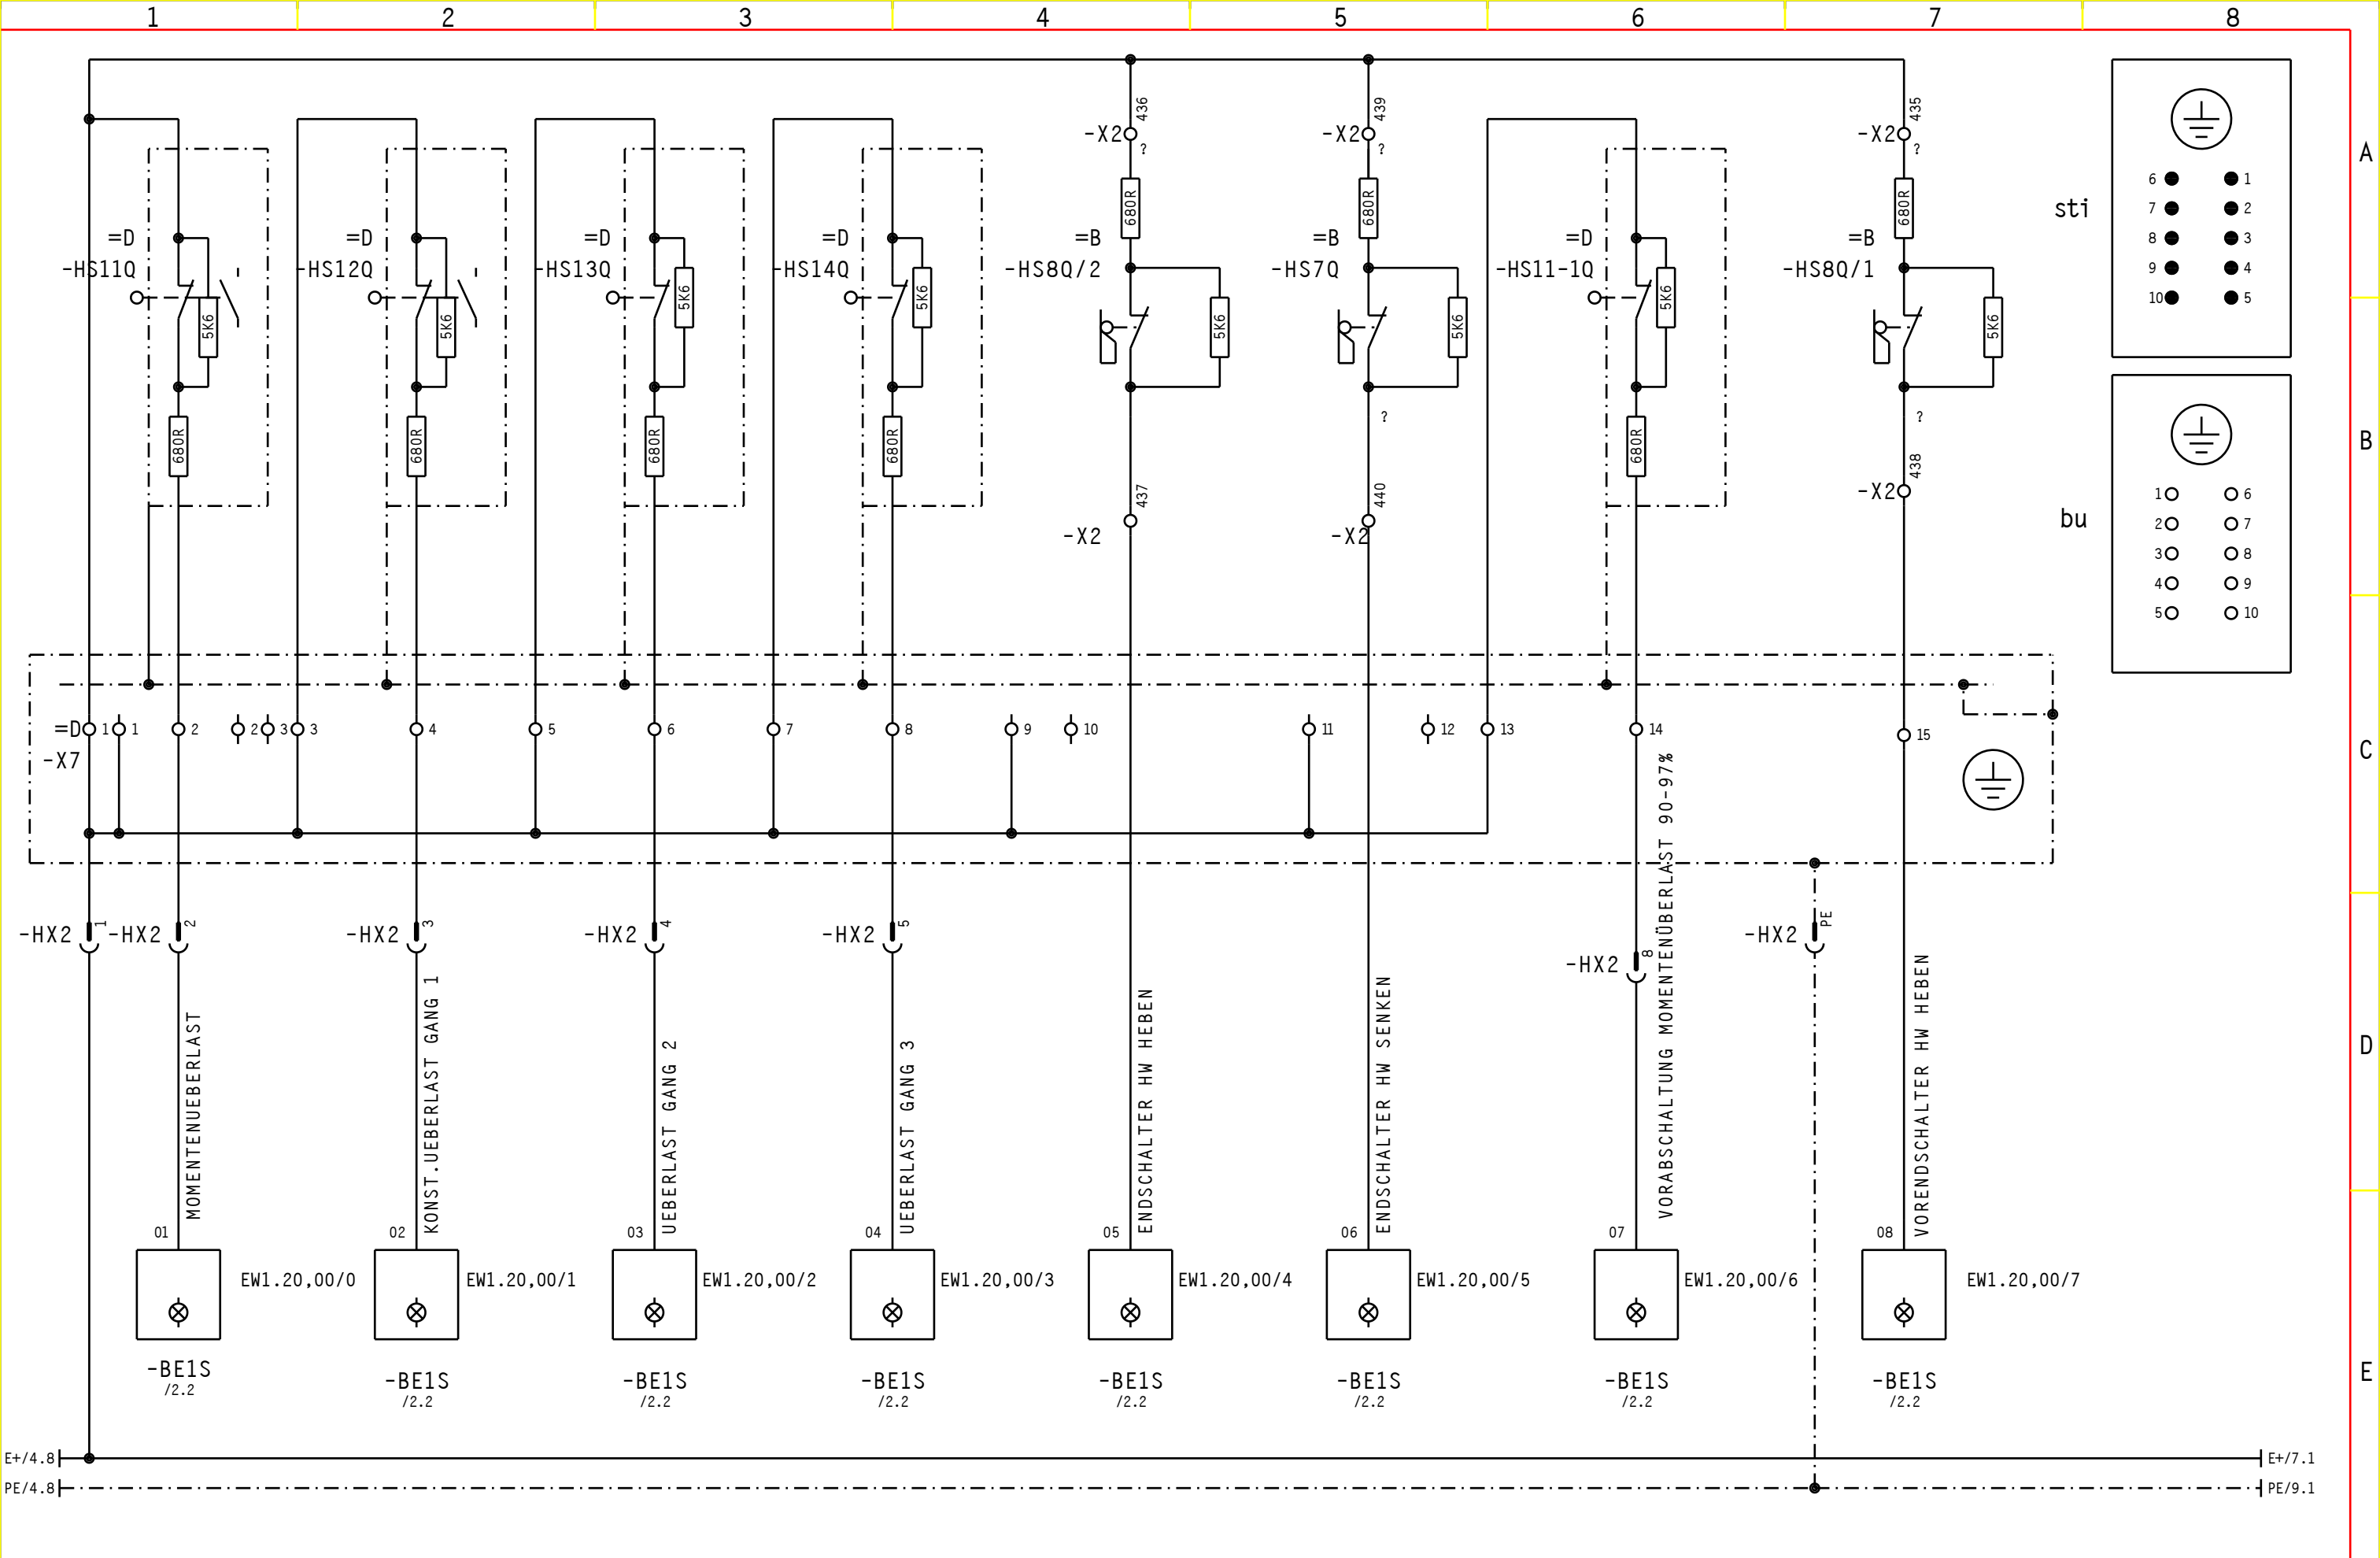 1 2 3 4 5 6 7 8
436 439 435
-X2 -X2 -X2
? ? ?
A
680R 680R 680R
6 1
7 2
8 3
9 4
10 5
sti
=D =D =D =D =B =B =D =B
-HS11Q -HS12Q -HS13Q -HS14Q -HS8Q/2 -HS7Q -HS11-1Q -HS8Q/1
5K6 5K6 5K6 5K6 5K6 5K6 5K6 5K6
? ?
B
680R 680R 680R 680R 680R
437 440 438
-X2
-X2 -X2
bu
1 6
2 7
3 8
4 9
5 10
=D 1 1 2 2 3 3 4 5 6 7 8 9 10 11 12 13 14 15
-X7
C
1 2 3 4 5 PE
-HX2 -HX2 -HX2 -HX2 -HX2 -HX2
8
-HX2
MOMENTENUEBERLAST
KONST.UEBERLAST GANG 1
UEBERLAST GANG 2
UEBERLAST GANG 3
ENDSCHALTER HW HEBEN
ENDSCHALTER HW SENKEN
VORABSCHALTUNG MOMENTENÜBERLAST 90-97%
VORENDSCHALTER HW HEBEN
D
01 02 03 04 05 06 07 08
EW1.20,00/0 EW1.20,00/1 EW1.20,00/2 EW1.20,00/3 EW1.20,00/4 EW1.20,00/5 EW1.20,00/6 EW1.20,00/7
-BE1S -BE1S -BE1S -BE1S -BE1S -BE1S -BE1S -BE1S
/2.2 /2.2 /2.2 /2.2 /2.2 /2.2 /2.2 /2.2
E
E+/4.8 E+/7.1
PE/4.8 PE/9.1